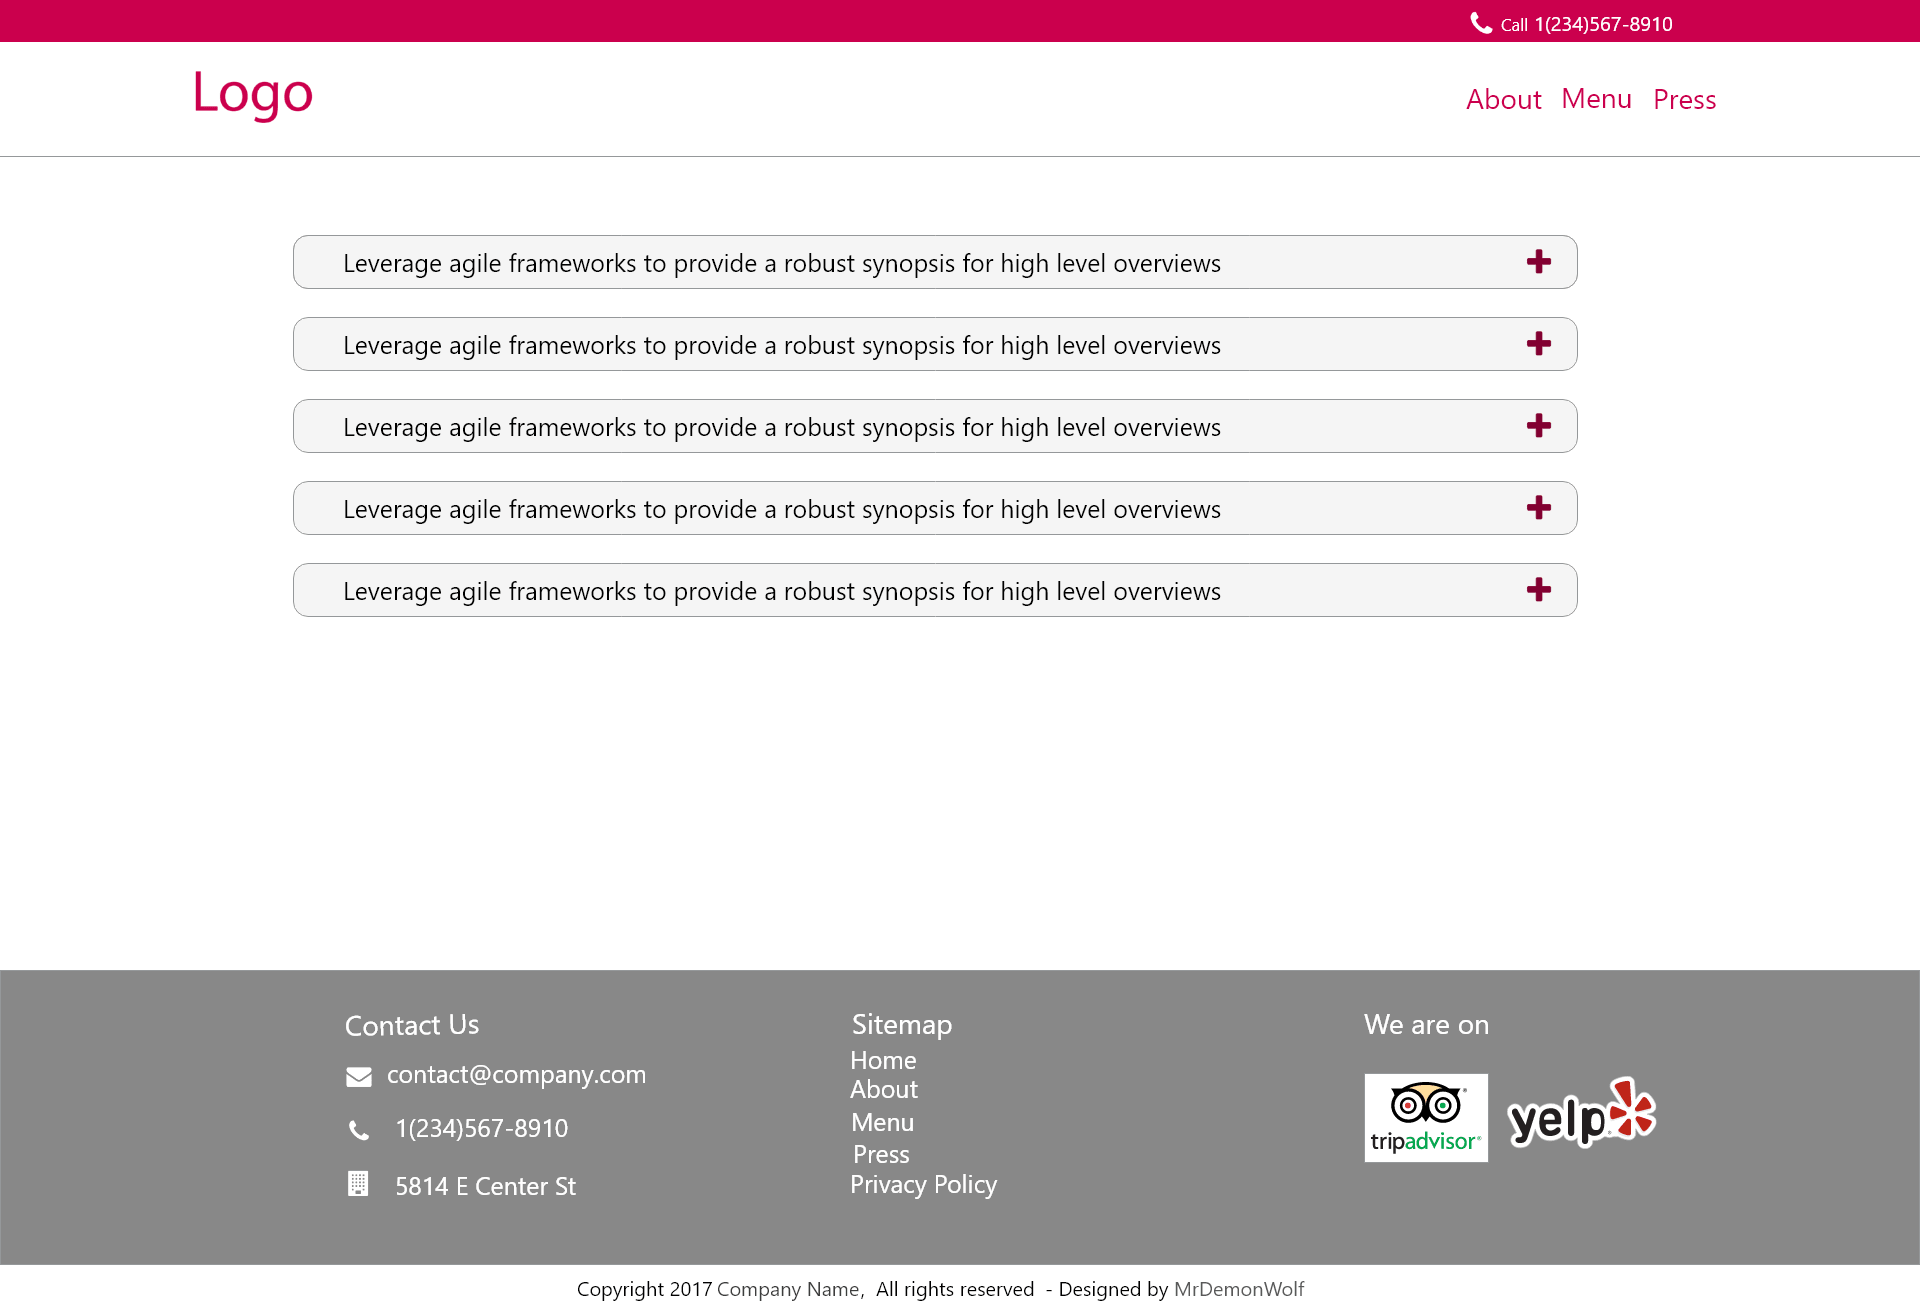 Call 1(234)567-8910
Logo
About Menu Press
Leverage agile frameworks to provide a robust synopsis for high level overviews
Leverage agile frameworks to provide a robust synopsis for high level overviews
Leverage agile frameworks to provide a robust synopsis for high level overviews
Leverage agile frameworks to provide a robust synopsis for high level overviews
Leverage agile frameworks to provide a robust synopsis for high level overviews
Contact Us
contact@company.com
1(234)567-8910
5814 E Center St
Sitemap
Home
About
Menu
Press
Privacy Policy
We are on
tripadvisor®
yelp
Copyright 2017 Company Name, All rights reserved - Designed by MrDemonWolf